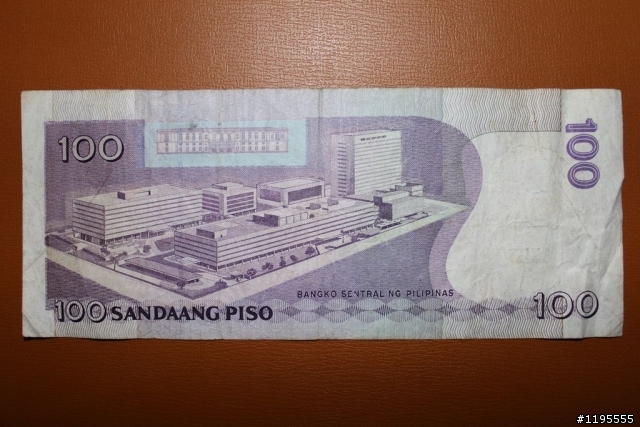 100
100
BANGKO SENTRAL NG PILIPINAS
100 SANDAANG PISO
100
#1195555